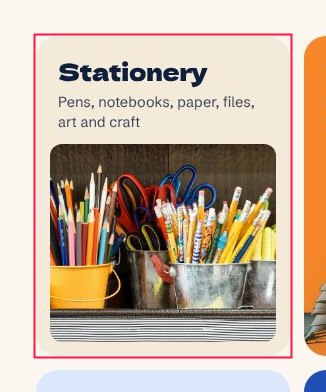 Stationery
Pens, notebooks, paper, files,
art and craft